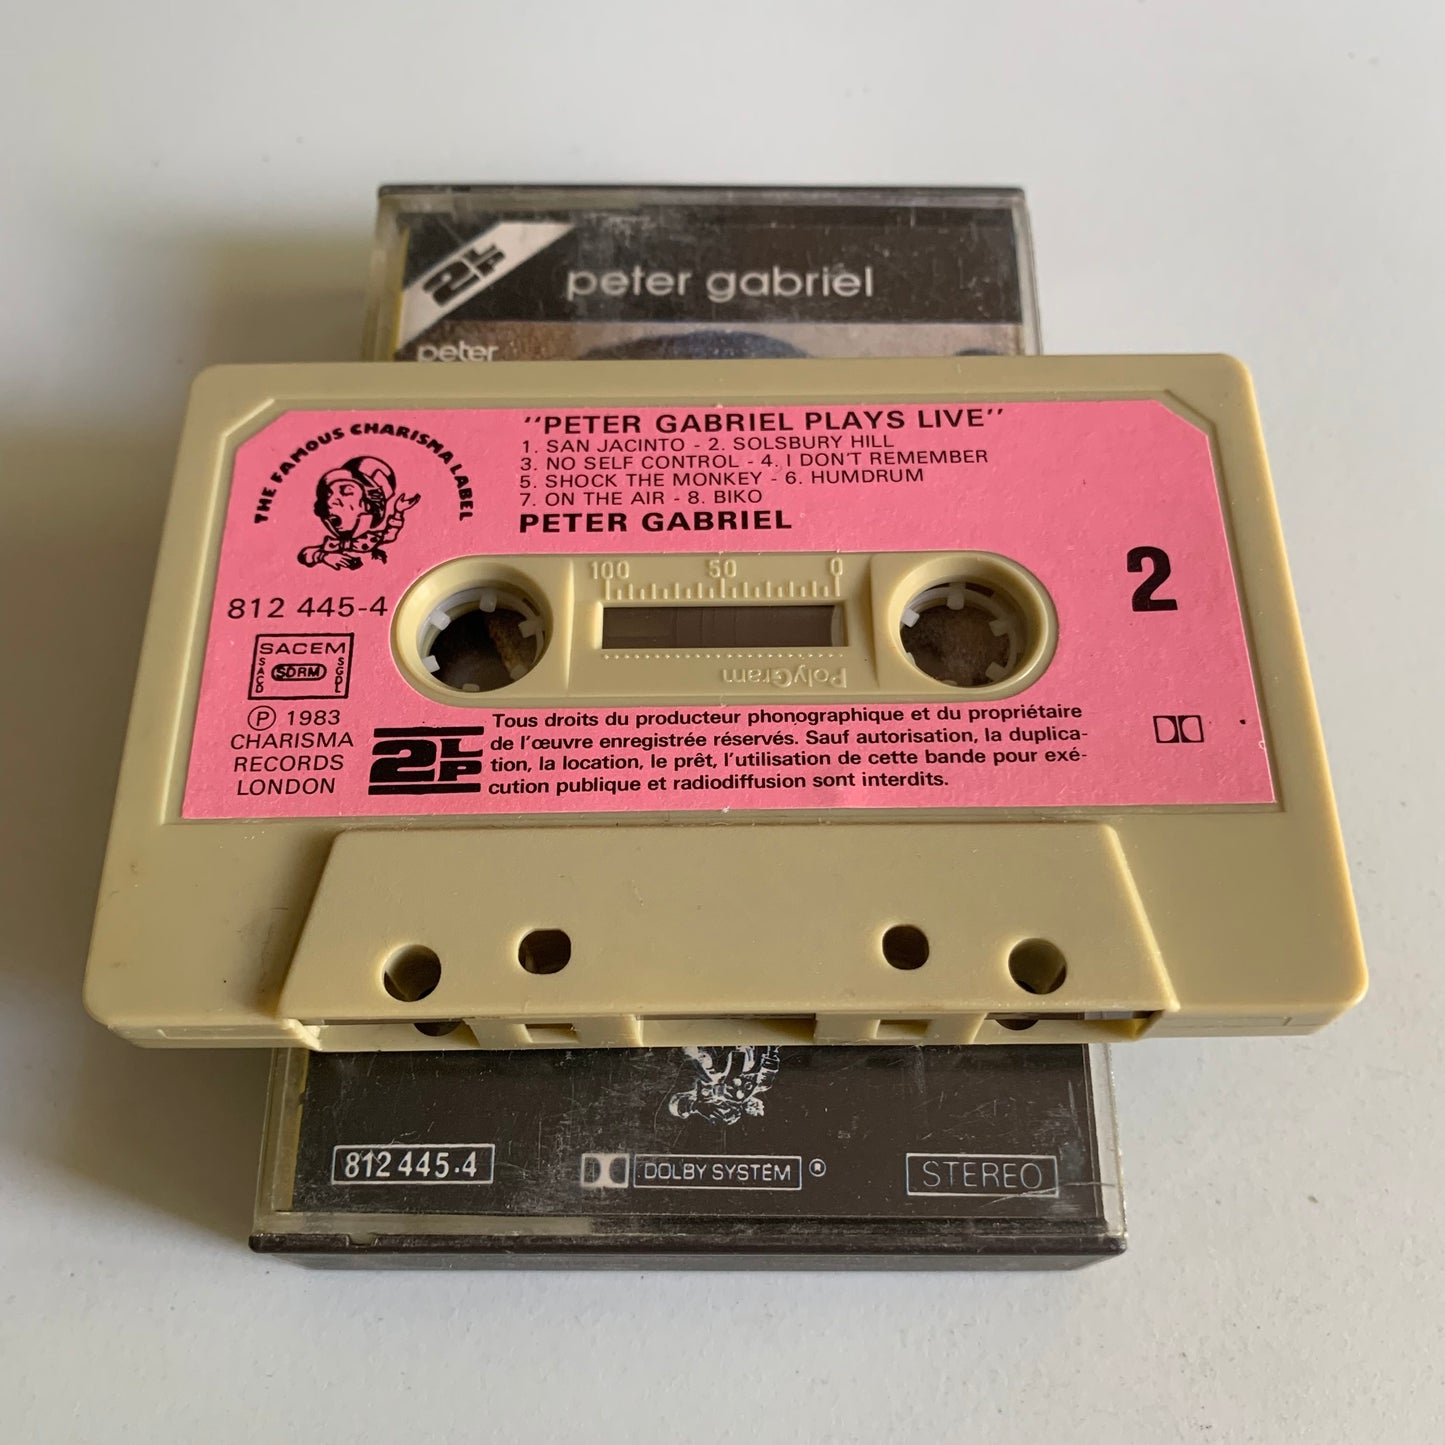 2LP
peter gabriel
peter
THE FAMOUS CHARISMA LABEL
"PETER GABRIEL PLAYS LIVE"
1. SAN JACINTO - 2. SOLSBURY HILL
3. NO SELF CONTROL - 4. I DON'T REMEMBER
5. SHOCK THE MONKEY - 6. HUMDRUM
7. ON THE AIR - 8. BIKO
PETER GABRIEL
100 50 0
2
812 445-4
PolyGram
SACEM
SACD SDRM SGDL
Ⓟ 1983
CHARISMA
RECORDS
LONDON
2LP
Tous droits du producteur phonographique et du propriétaire
de l'œuvre enregistrée réservés. Sauf autorisation, la duplica-
tion, la location, le prêt, l'utilisation de cette bande pour exé-
cution publique et radiodiffusion sont interdits.
812 445-4
DOLBY SYSTEM ®
STEREO